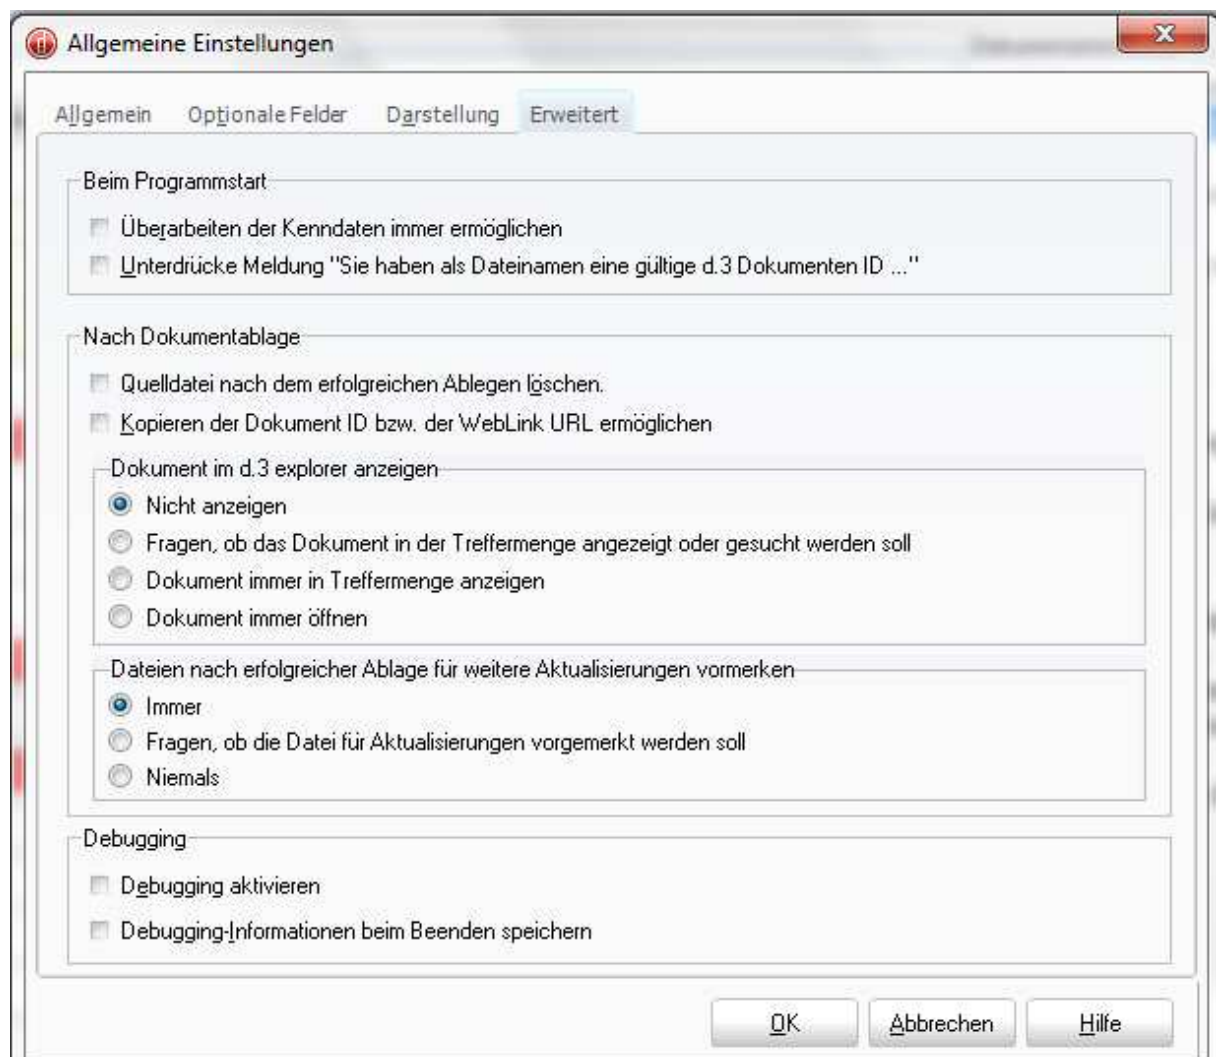 Allgemeine Einstellungen
Allgemein Optionale Felder Darstellung Erweitert
Beim Programmstart
Überarbeiten der Kenndaten immer ermöglichen
Unterdrücke Meldung "Sie haben als Dateinamen eine gültige d.3 Dokumenten ID ..."
Nach Dokumentablage
Quelldatei nach dem erfolgreichen Ablegen löschen.
Kopieren der Dokument ID bzw. der WebLink URL ermöglichen
Dokument im d.3 explorer anzeigen
Nicht anzeigen
Fragen, ob das Dokument in der Treffermenge angezeigt oder gesucht werden soll
Dokument immer in Treffermenge anzeigen
Dokument immer öffnen
Dateien nach erfolgreicher Ablage für weitere Aktualisierungen vormerken
Immer
Fragen, ob die Datei für Aktualisierungen vorgemerkt werden soll
Niemals
Debugging
Debugging aktivieren
Debugging-Informationen beim Beenden speichern
OK Abbrechen Hilfe